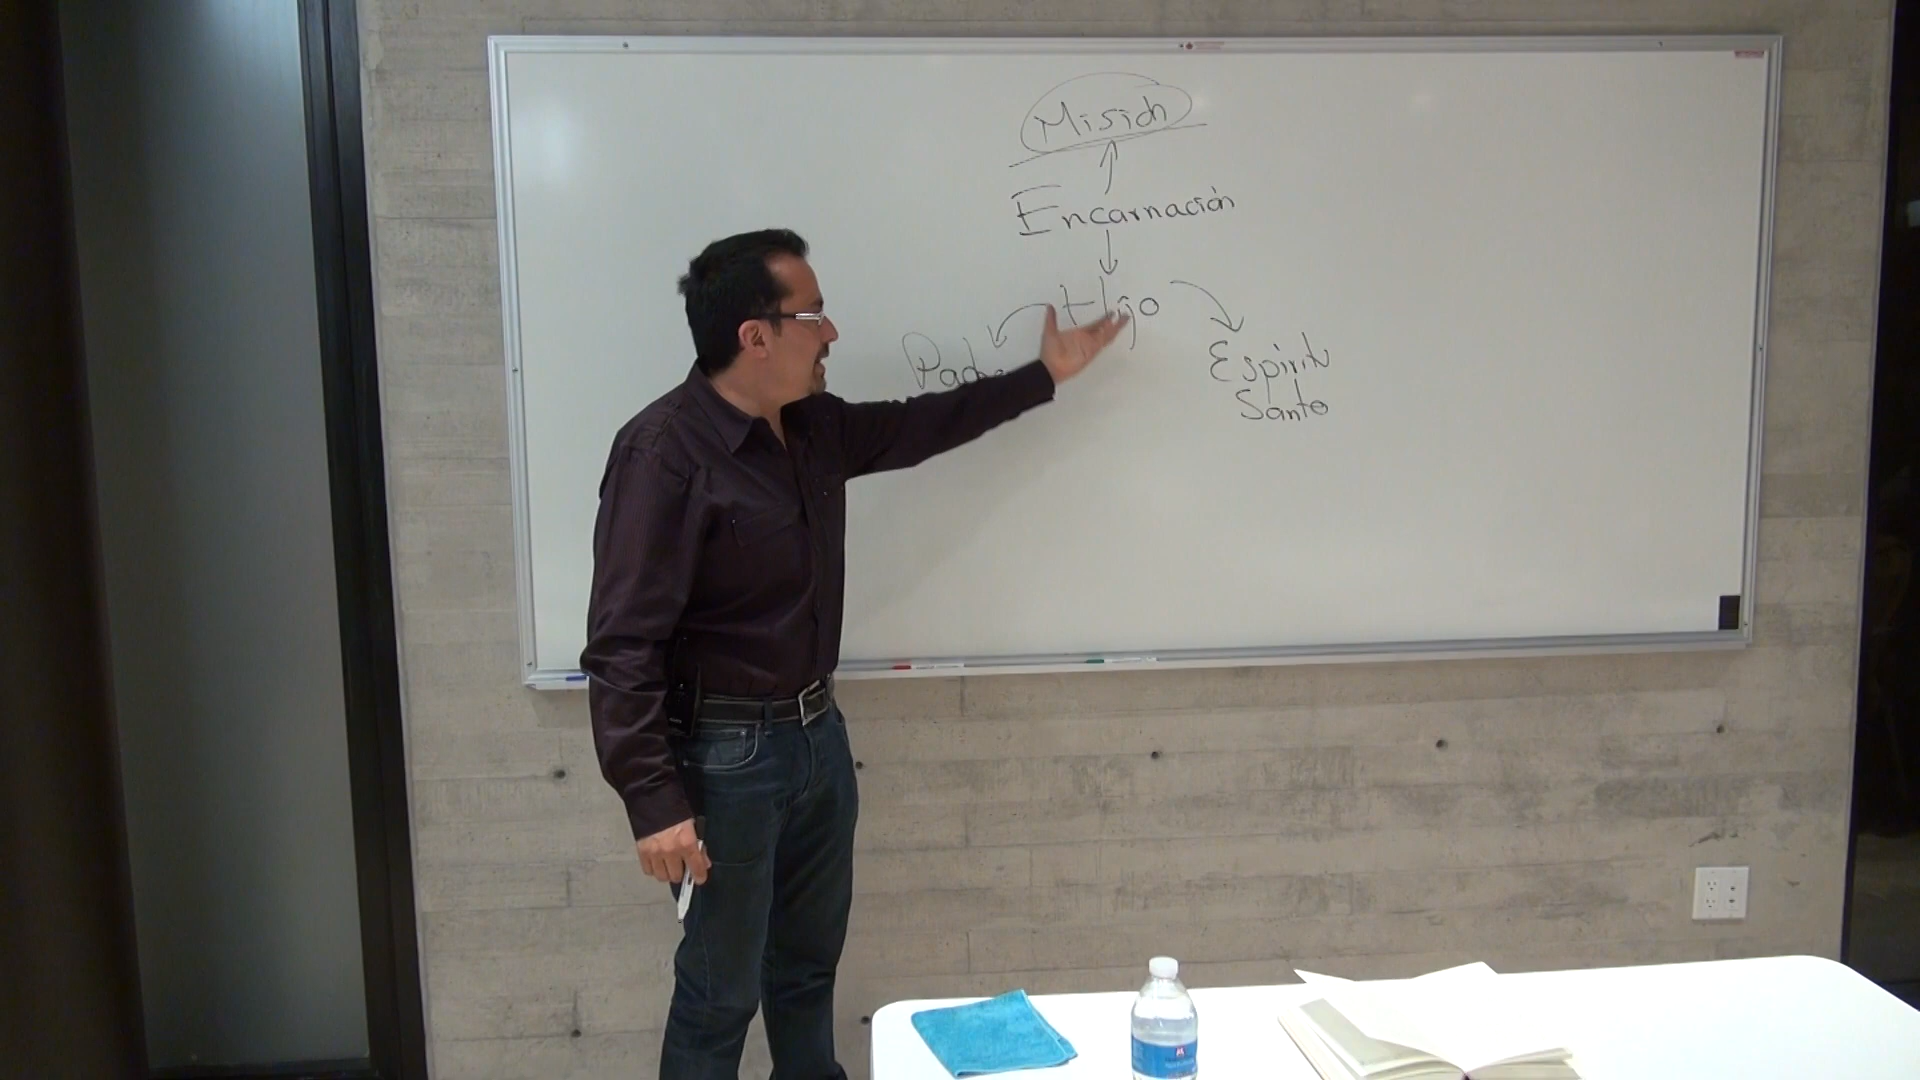 Misión
Encarnación
Hijo
Padre
Espíritu
Santo